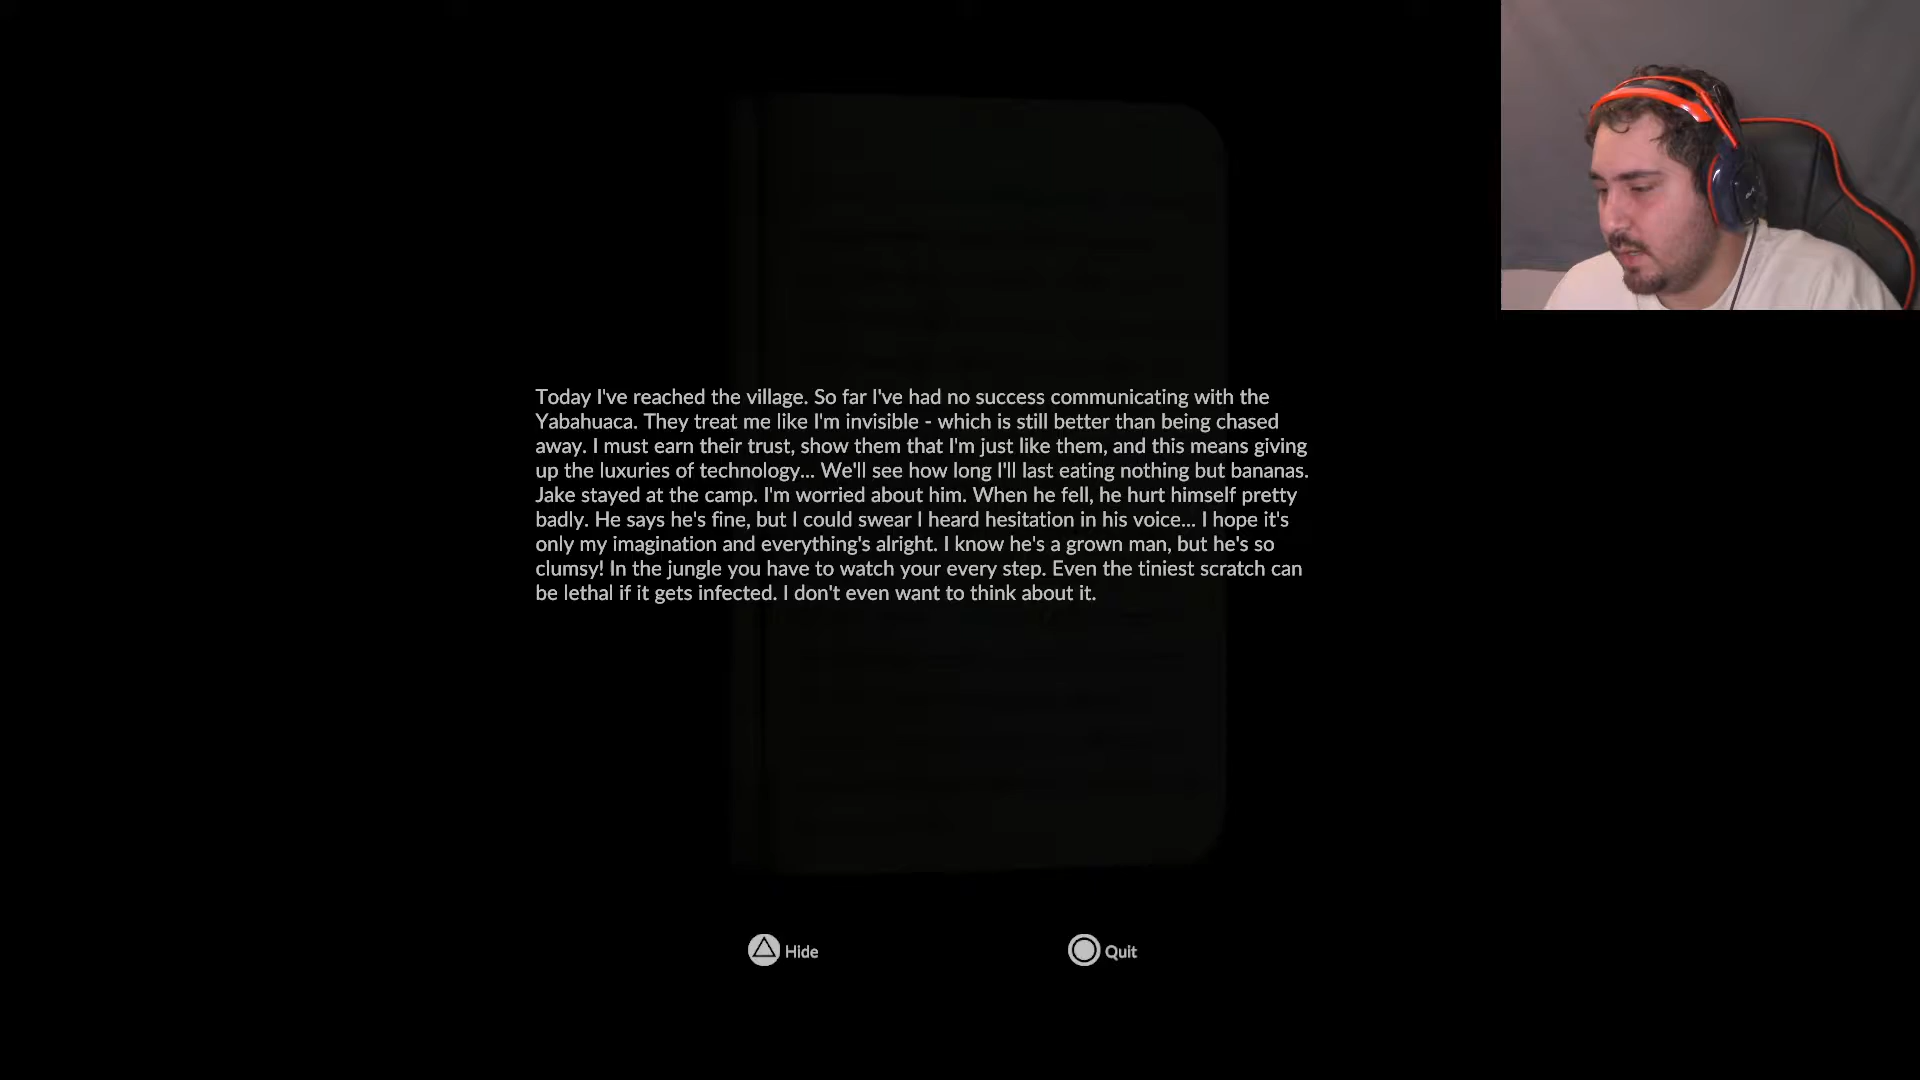 Today I've reached the village. So far I've had no success communicating with the
Yabahuaca. They treat me like I'm invisible - which is still better than being chased
away. I must earn their trust, show them that I'm just like them, and this means giving
up the luxuries of technology... We'll see how long I'll last eating nothing but bananas.
Jake stayed at the camp. I'm worried about him. When he fell, he hurt himself pretty
badly. He says he's fine, but I could swear I heard hesitation in his voice... I hope it's
only my imagination and everything's alright. I know he's a grown man, but he's so
clumsy! In the jungle you have to watch your every step. Even the tiniest scratch can
be lethal if it gets infected. I don't even want to think about it.
Hide
Quit